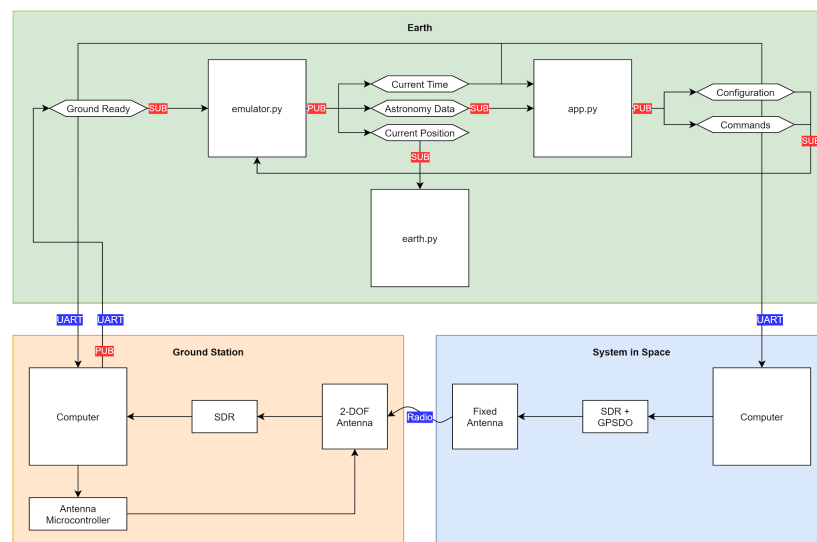 Earth
Current Time
Ground Ready
SUB
emulator.py
PUB
Astronomy Data
SUB
app.py
PUB
Configuration
Commands
Current Position
SUB
SUB
earth.py
UART
UART
UART
PUB
Ground Station
Computer
SDR
2-DOF
Antenna
Radio
Antenna
Microcontroller
System in Space
Fixed
Antenna
SDR +
GPSDO
Computer